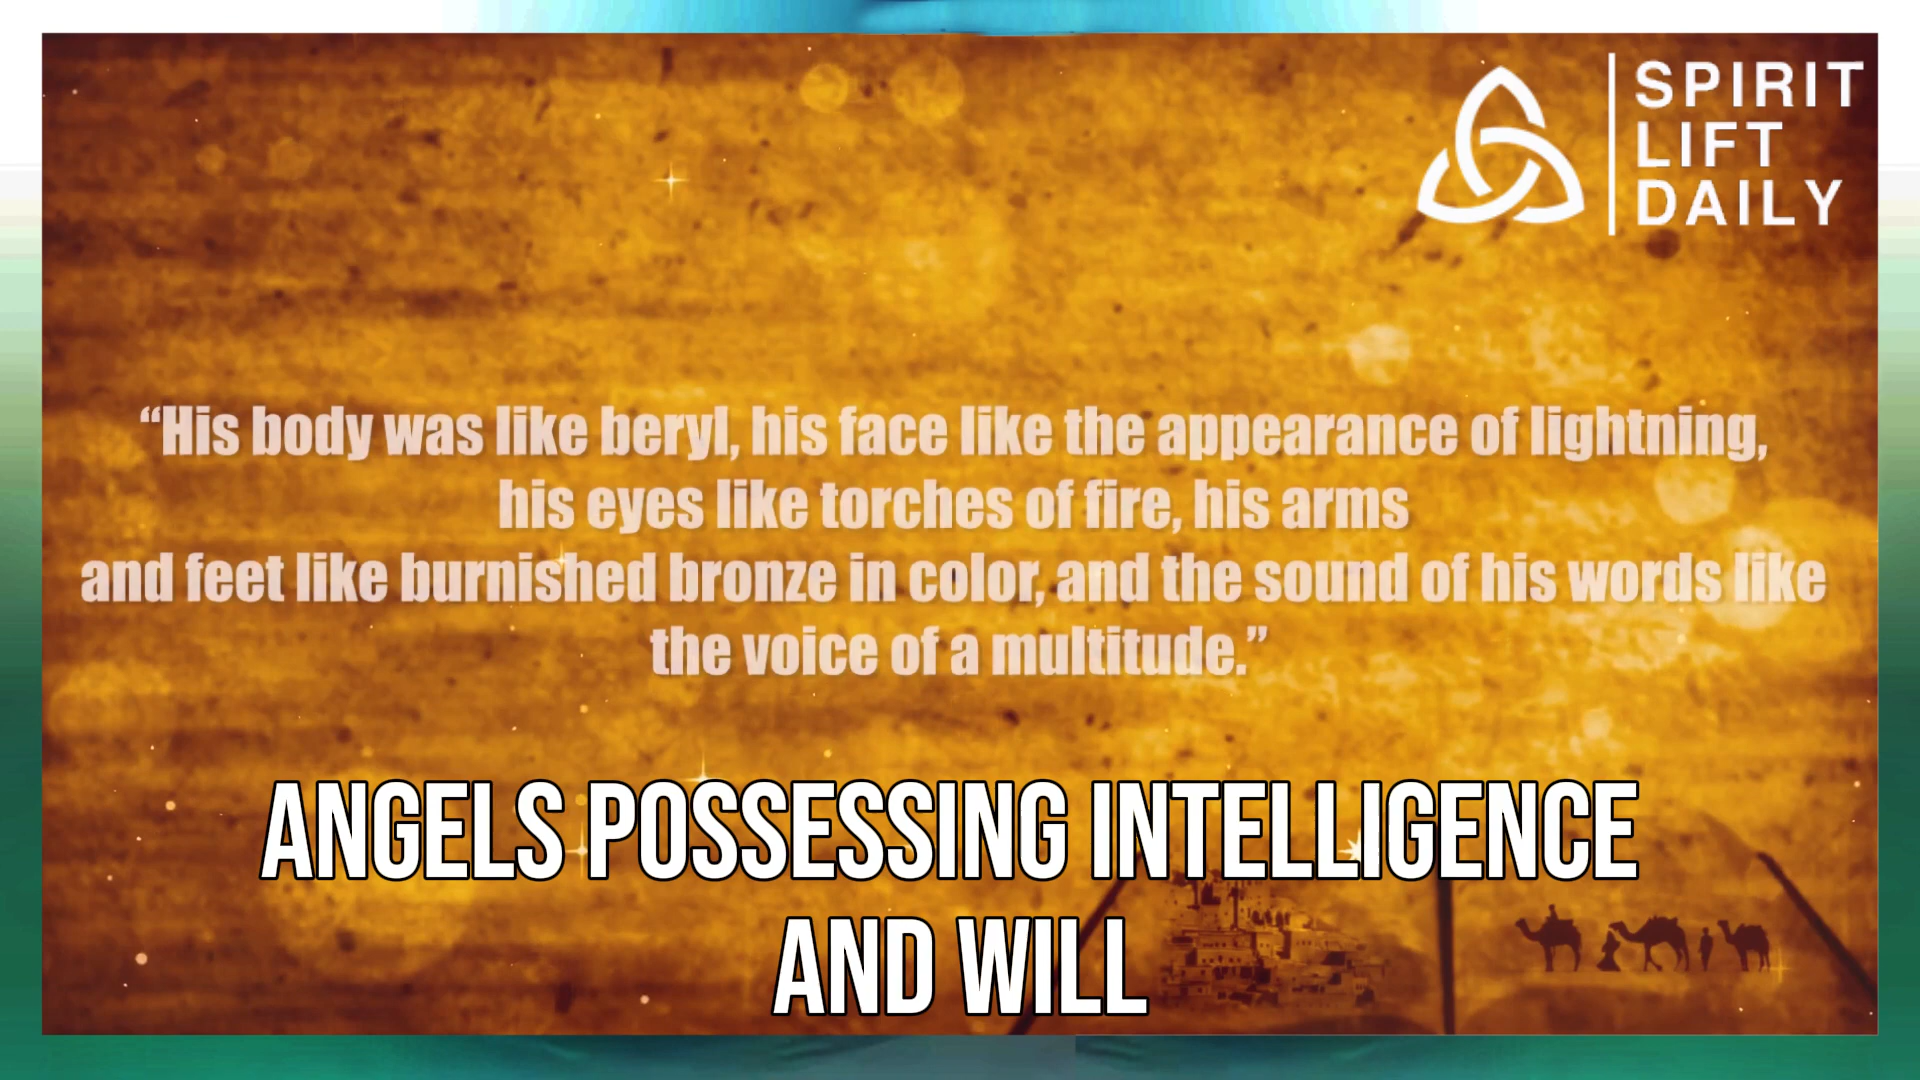 SPIRIT
LIFT
DAILY
“His body was like beryl, his face like the appearance of lightning,
his eyes like torches of fire, his arms
and feet like burnished bronze in color, and the sound of his words like
the voice of a multitude.”
ANGELS POSSESSING INTELLIGENCE
AND WILL